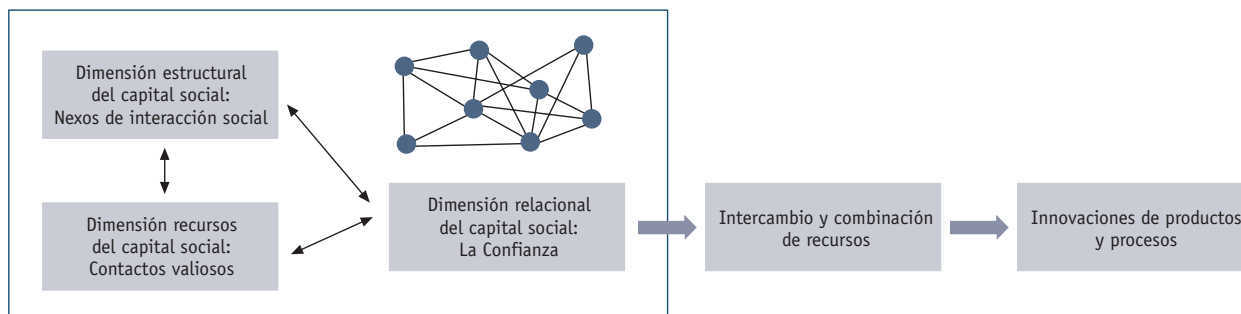 Dimensión estructural
del capital social:
Nexos de interacción social
Dimensión recursos
del capital social:
Contactos valiosos
Dimensión relacional
del capital social:
La Confianza
Intercambio y combinación
de recursos
Innovaciones de productos
y procesos